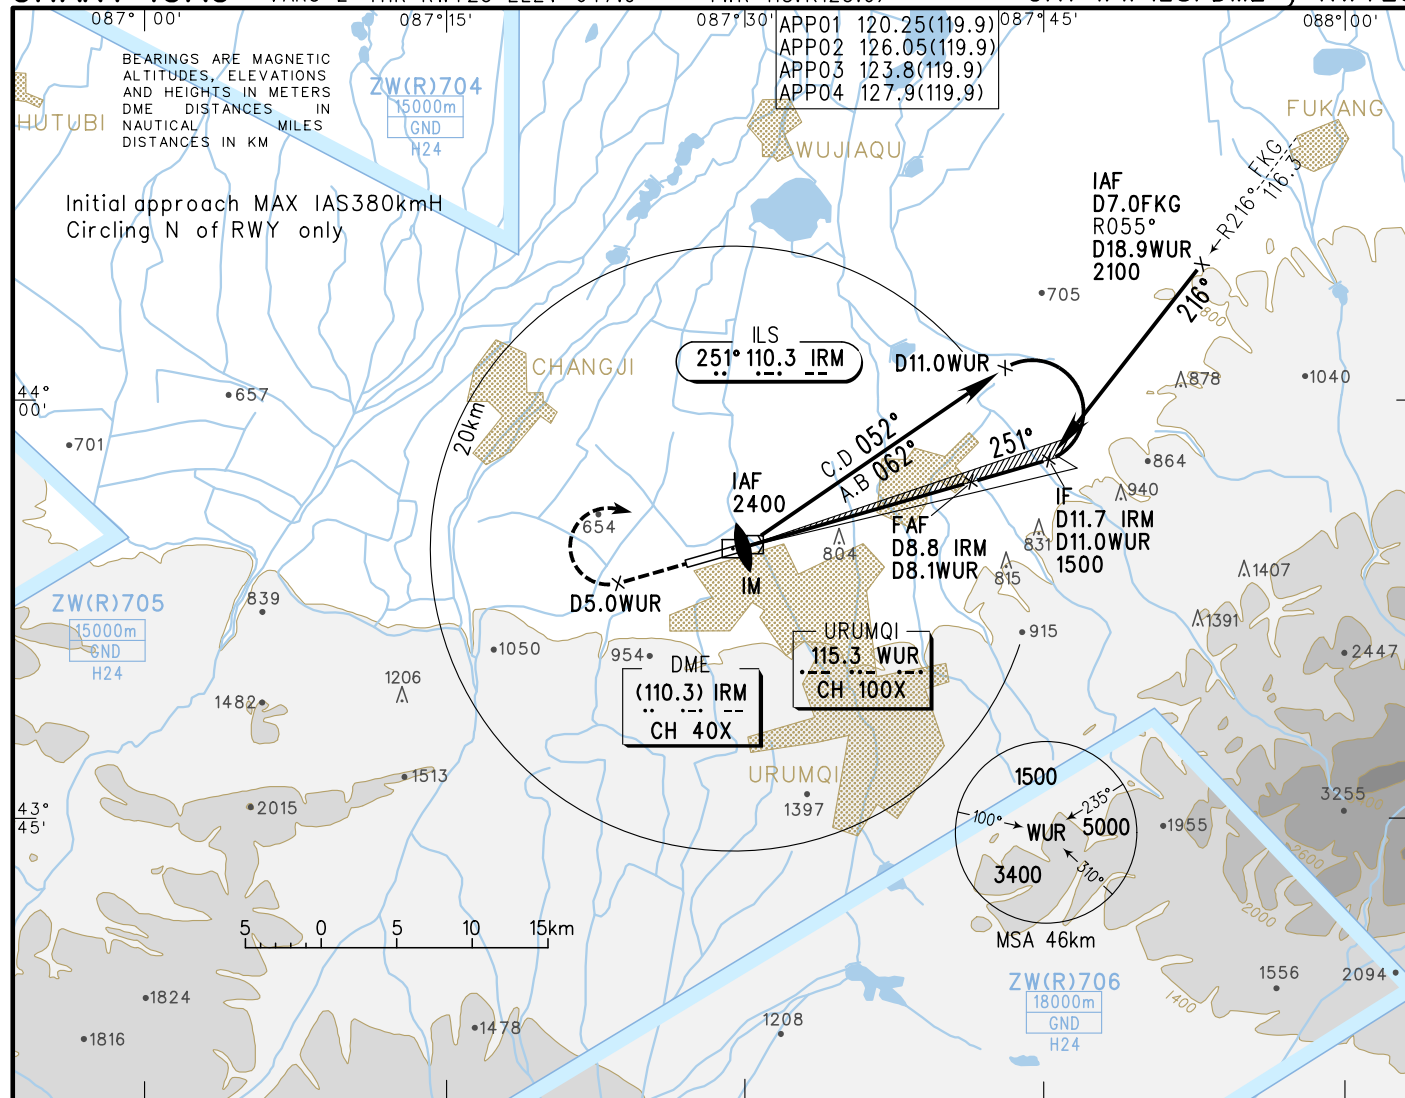 087° 00'
087°15'
087°30'
087°45'
088° 00'
APP01 120.25(119.9)
APP02 126.05(119.9)
APP03 123.8(119.9)
APP04 127.9(119.9)
BEARINGS ARE MAGNETIC
ALTITUDES, ELEVATIONS
AND HEIGHTS IN METERS
DME DISTANCES IN
NAUTICAL MILES
DISTANCES IN KM
ZW(R)704
15000m
GND
H24
HUTUBI
WUJIAQU
FUKANG
Initial approach MAX IAS380kmH
Circling N of RWY only
IAF
D7.0FKG
R055°
D18.9WUR
2100
R216°
FKG
116.3
216°
800
705
ILS
251° 110.3 IRM
D11.0WUR
CHANGJI
20km
878
1040
44°
00'
657
701
C.D 052°
A.B 062°
251°
864
940
IAF
2400
654
804
FAF
D8.8 IRM
D8.1WUR
831
815
IF
D11.7 IRM
D11.0WUR
1500
1407
1391
IM
D5.0WUR
ZW(R)705
15000m
GND
H24
839
1050
954
915
2447
URUMQI
115.3 WUR
CH 100X
DME
(110.3) IRM
CH 40X
1206
1482
1513
2015
URUMQI
1397
43°
45'
1500
100°
235°
WUR
5000
3400
310°
MSA 46km
1955
3255
2600
2000
1400
5 0 5 10 15km
ZW(R)706
18000m
GND
H24
1556
2094
1824
1816
1478
1208